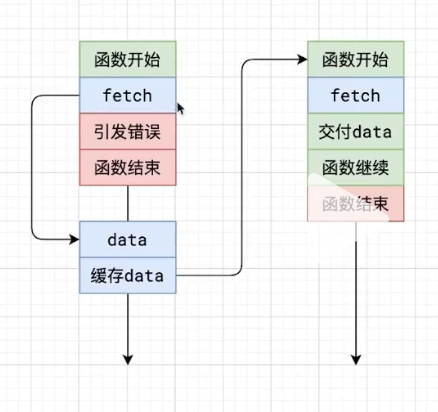 函数开始
fetch
引发错误
函数结束
data
缓存data
函数开始
fetch
交付data
函数继续
函数结束